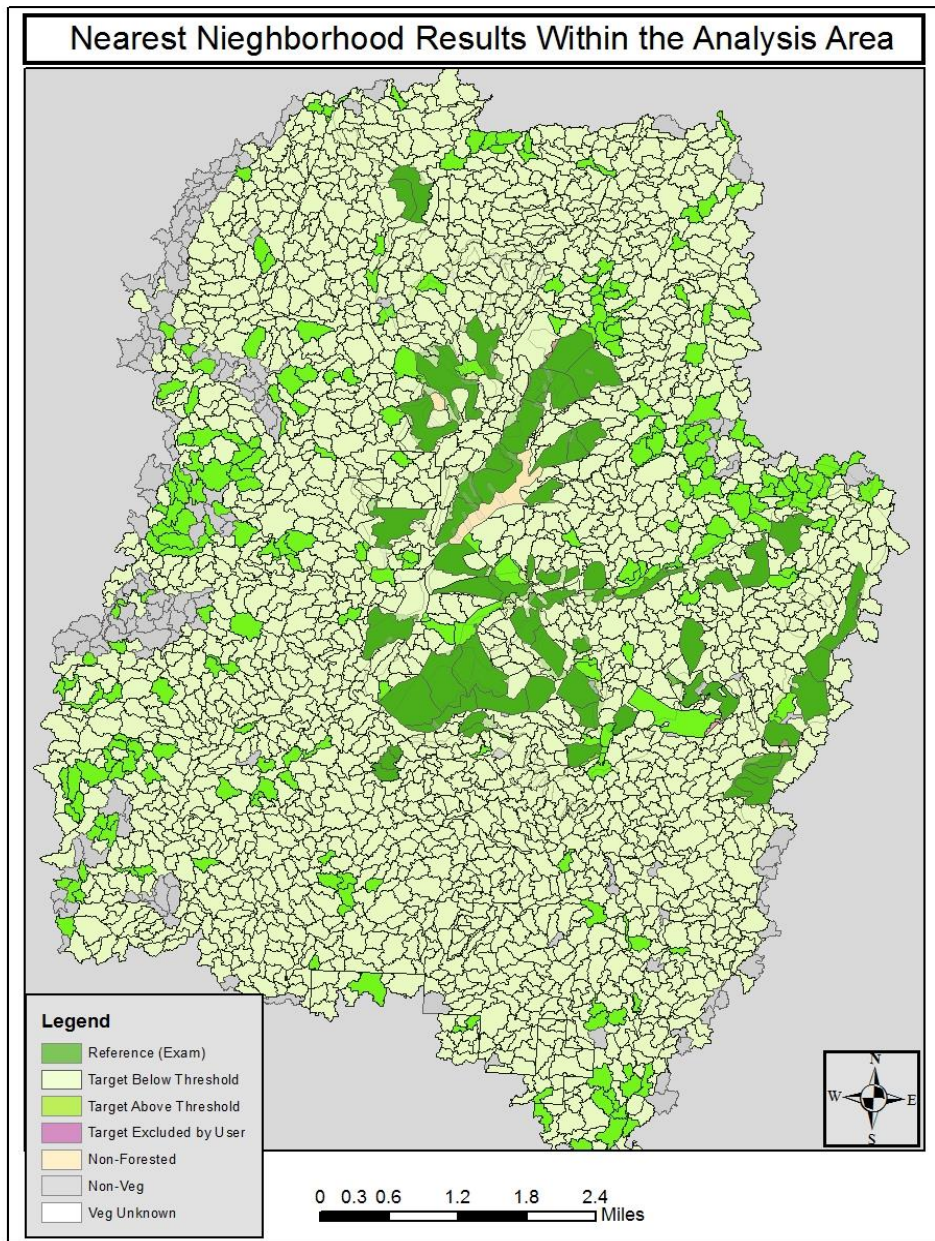 Nearest Nieghborhood Results Within the Analysis Area
Legend
Reference (Exam)
Target Below Threshold
Target Above Threshold
Target Excluded by User
Non-Forested
Non-Veg
Veg Unknown
N
W E
S
0 0.3 0.6 1.2 1.8 2.4
Miles